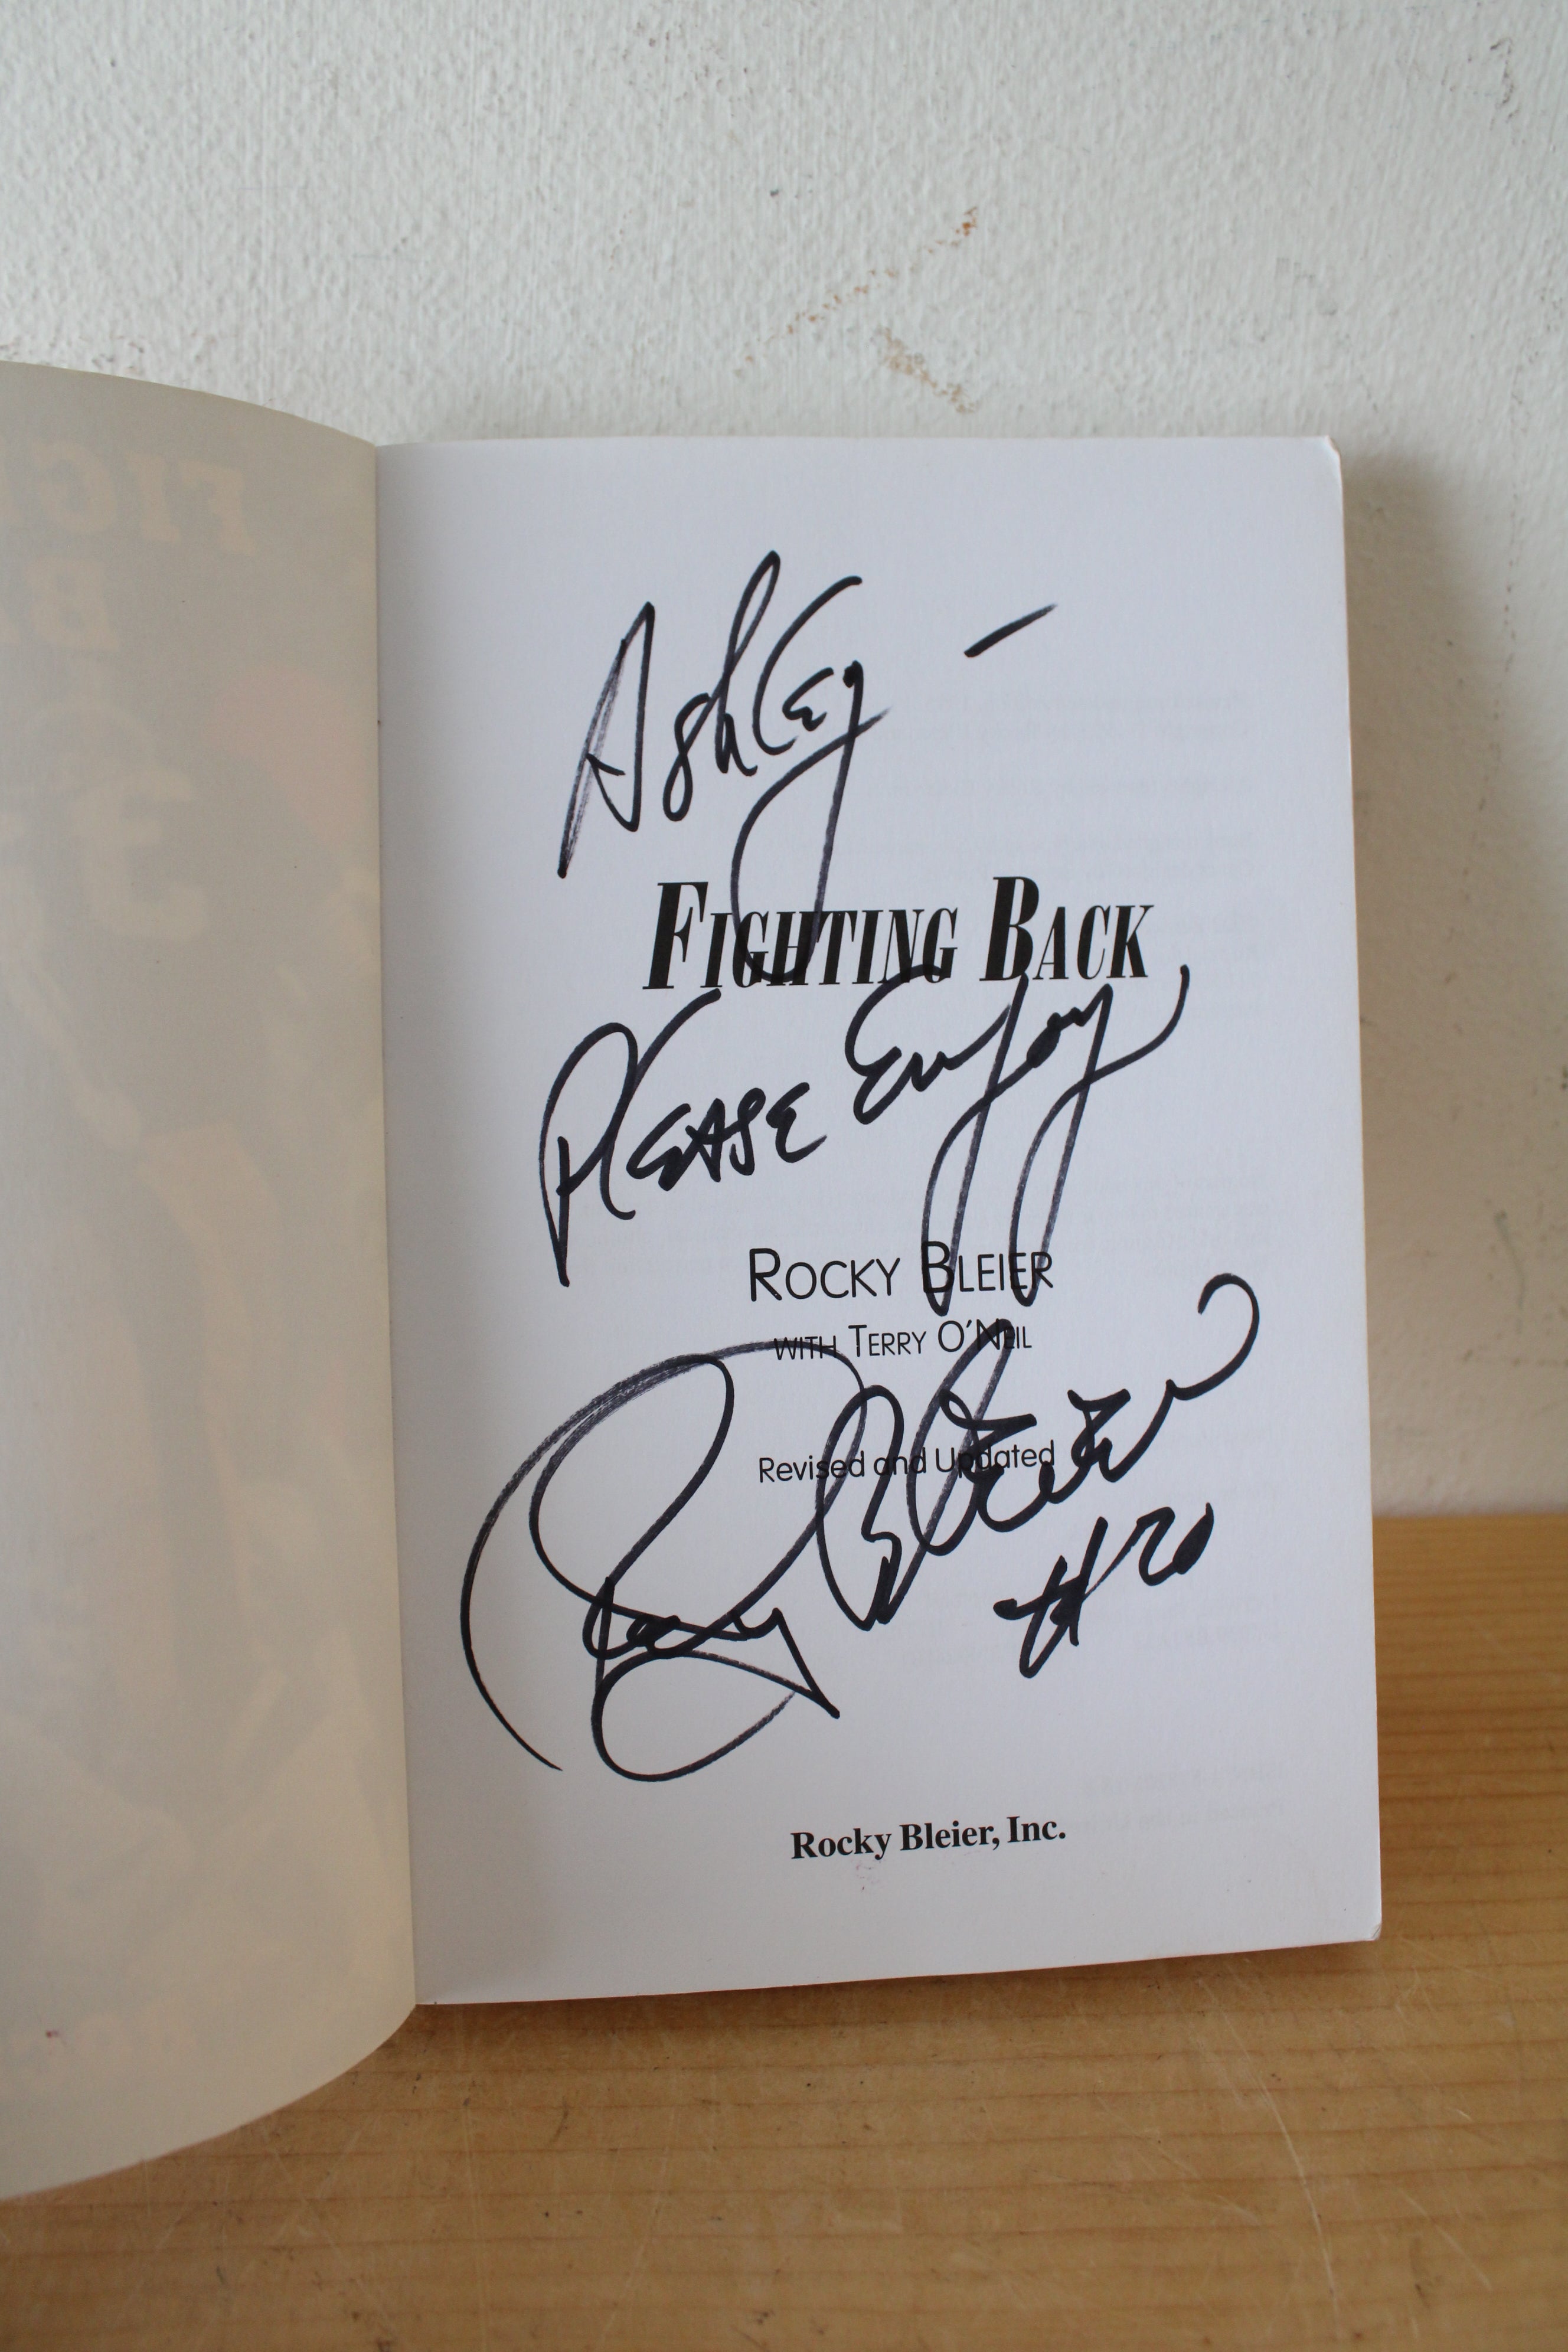 Ashley -
FIGHTING BACK
PLEASE Enjoy
ROCKY BLEIER
WITH TERRY O'NEIL
Revised and Updated
Rocky Bleier
#20
Rocky Bleier, Inc.